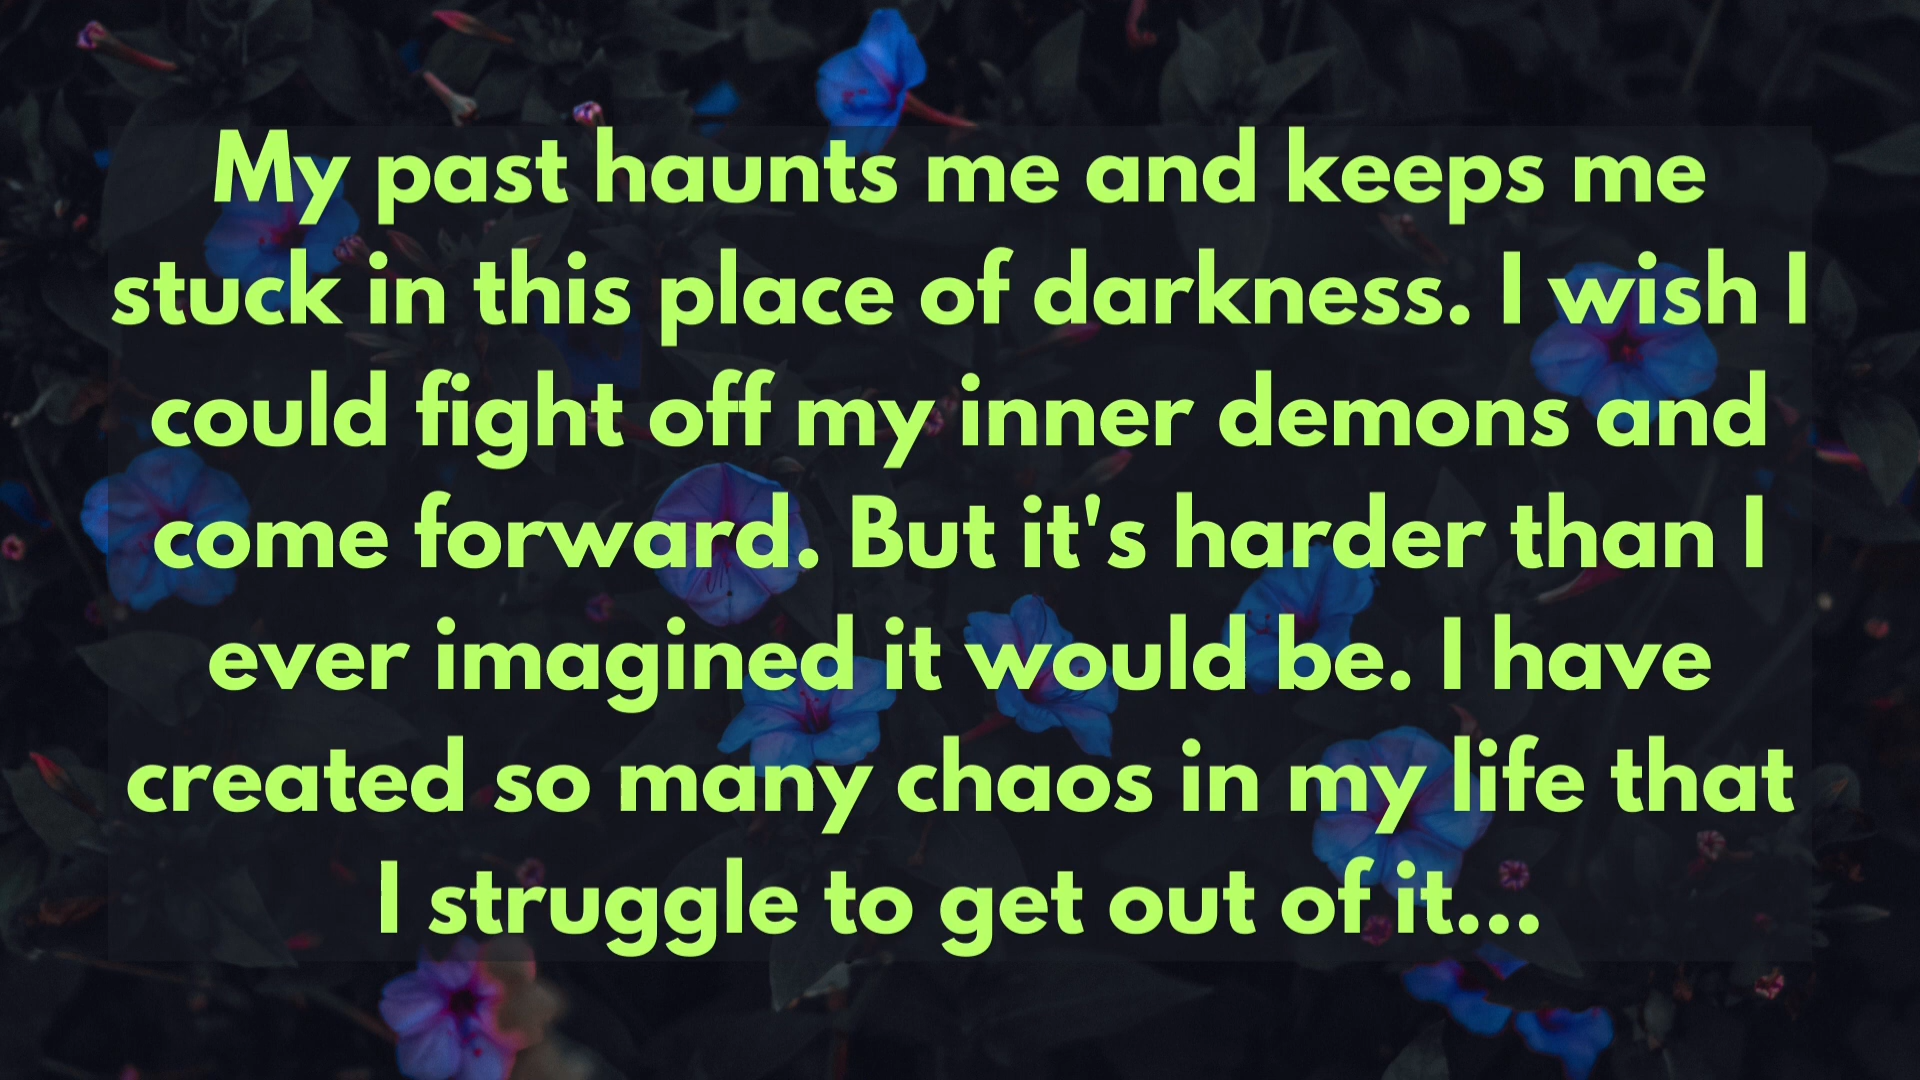 My past haunts me and keeps me
stuck in this place of darkness. I wish I
could fight off my inner demons and
come forward. But it's harder than I
ever imagined it would be. I have
created so many chaos in my life that
I struggle to get out of it...